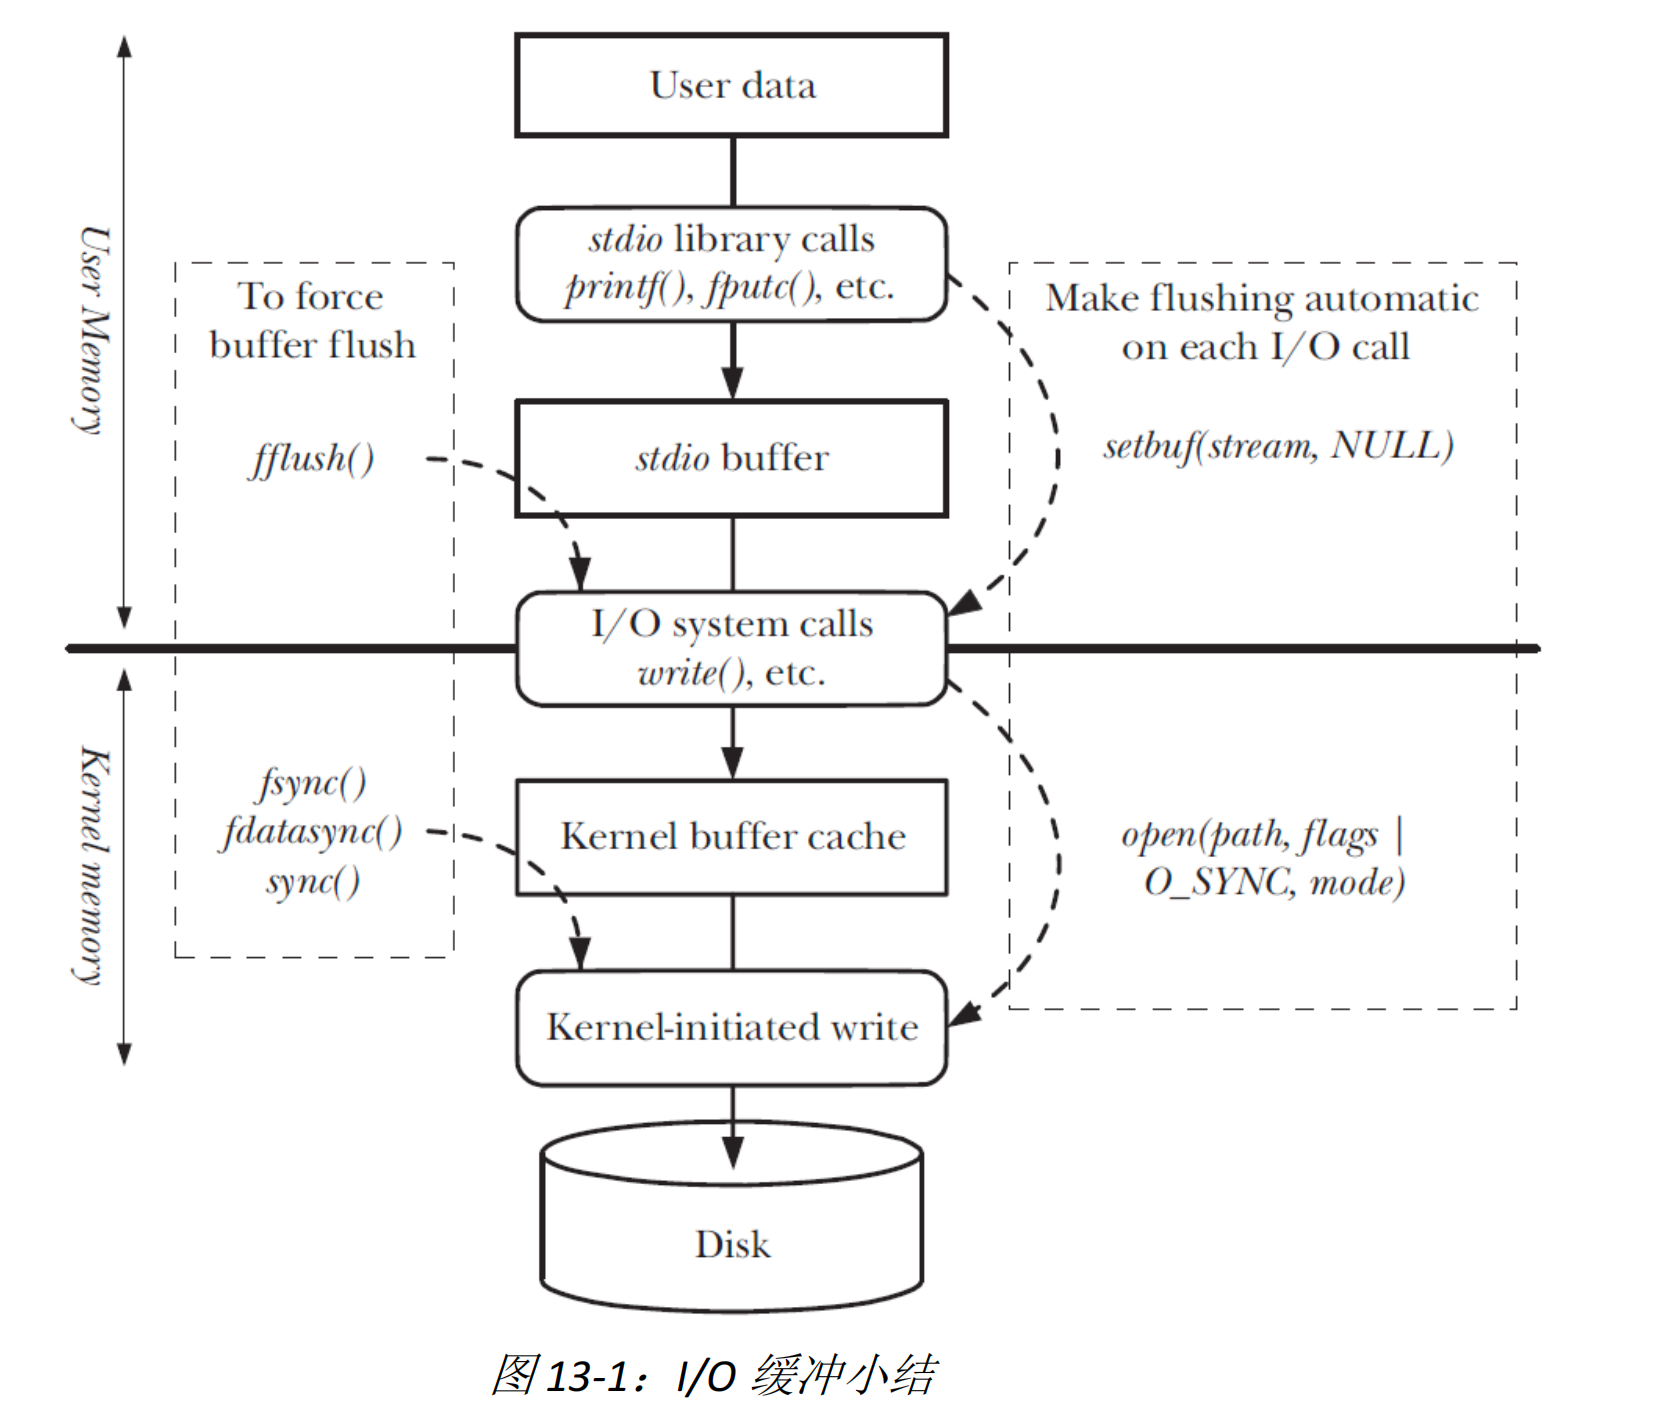 User data
stdio library calls
printf(), fputc(), etc.
User Memory
To force
buffer flush
fflush()
Make flushing automatic
on each I/O call
setbuf(stream, NULL)
stdio buffer
I/O system calls
write(), etc.
Kernel memory
fsync()
fdatasync()
sync()
Kernel buffer cache
open(path, flags |
O_SYNC, mode)
Kernel-initiated write
Disk
图 13-1：I/O 缓冲小结